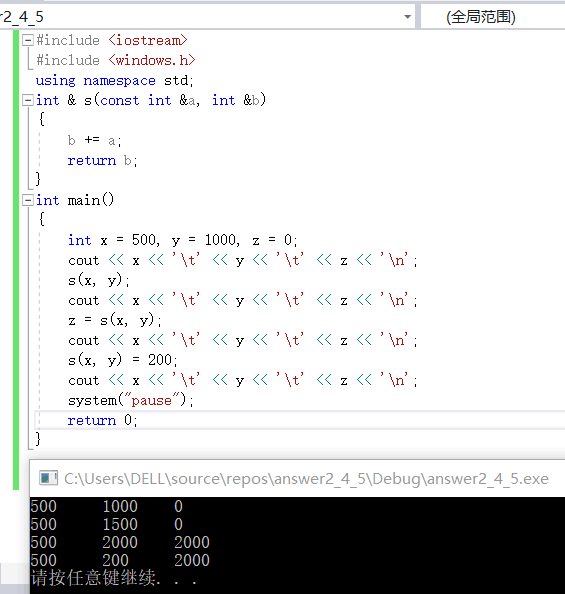 r2_4_5 (全局范围)
#include <iostream>
#include <windows.h>
using namespace std;
int & s(const int &a, int &b)
{
b += a;
return b;
}
int main()
{
int x = 500, y = 1000, z = 0;
cout << x << '\t' << y << '\t' << z << '\n';
s(x, y);
cout << x << '\t' << y << '\t' << z << '\n';
z = s(x, y);
cout << x << '\t' << y << '\t' << z << '\n';
s(x, y) = 200;
cout << x << '\t' << y << '\t' << z << '\n';
system("pause");
return 0;
}
C:\Users\DELL\source\repos\answer2_4_5\Debug\answer2_4_5.exe
500 1000 0
500 1500 0
500 2000 2000
500 200 2000
请按任意键继续. . .